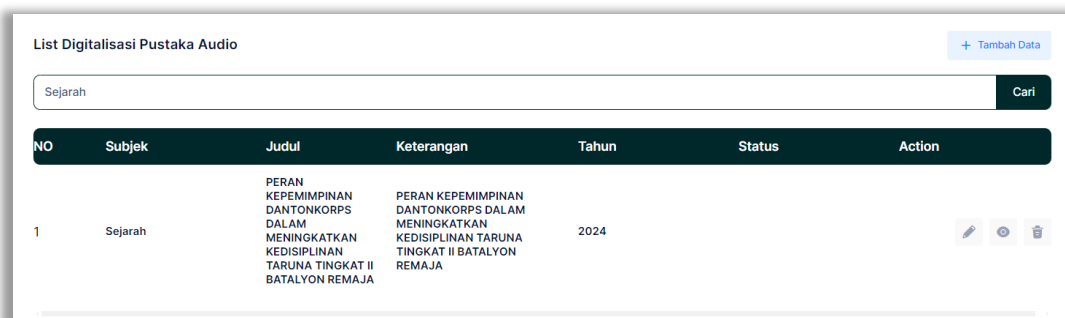 List Digitalisasi Pustaka Audio
+ Tambah Data
Sejarah
Cari
NO Subjek Judul Keterangan Tahun Status Action
1
Sejarah
PERAN
KEPEMIMPINAN
DANTONKORPS
DALAM
MENINGKATKAN
KEDISIPLINAN
TARUNA TINGKAT II
BATALYON REMAJA
PERAN KEPEMIMPINAN
DANTONKORPS DALAM
MENINGKATKAN
KEDISIPLINAN TARUNA
TINGKAT II BATALYON
REMAJA
2024